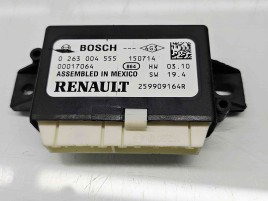 BOSCH
0 263 004 555 150714
00017064 HW 03.10
ASSEMBLED IN MEXICO SW 19.4
RENAULT 259909164R